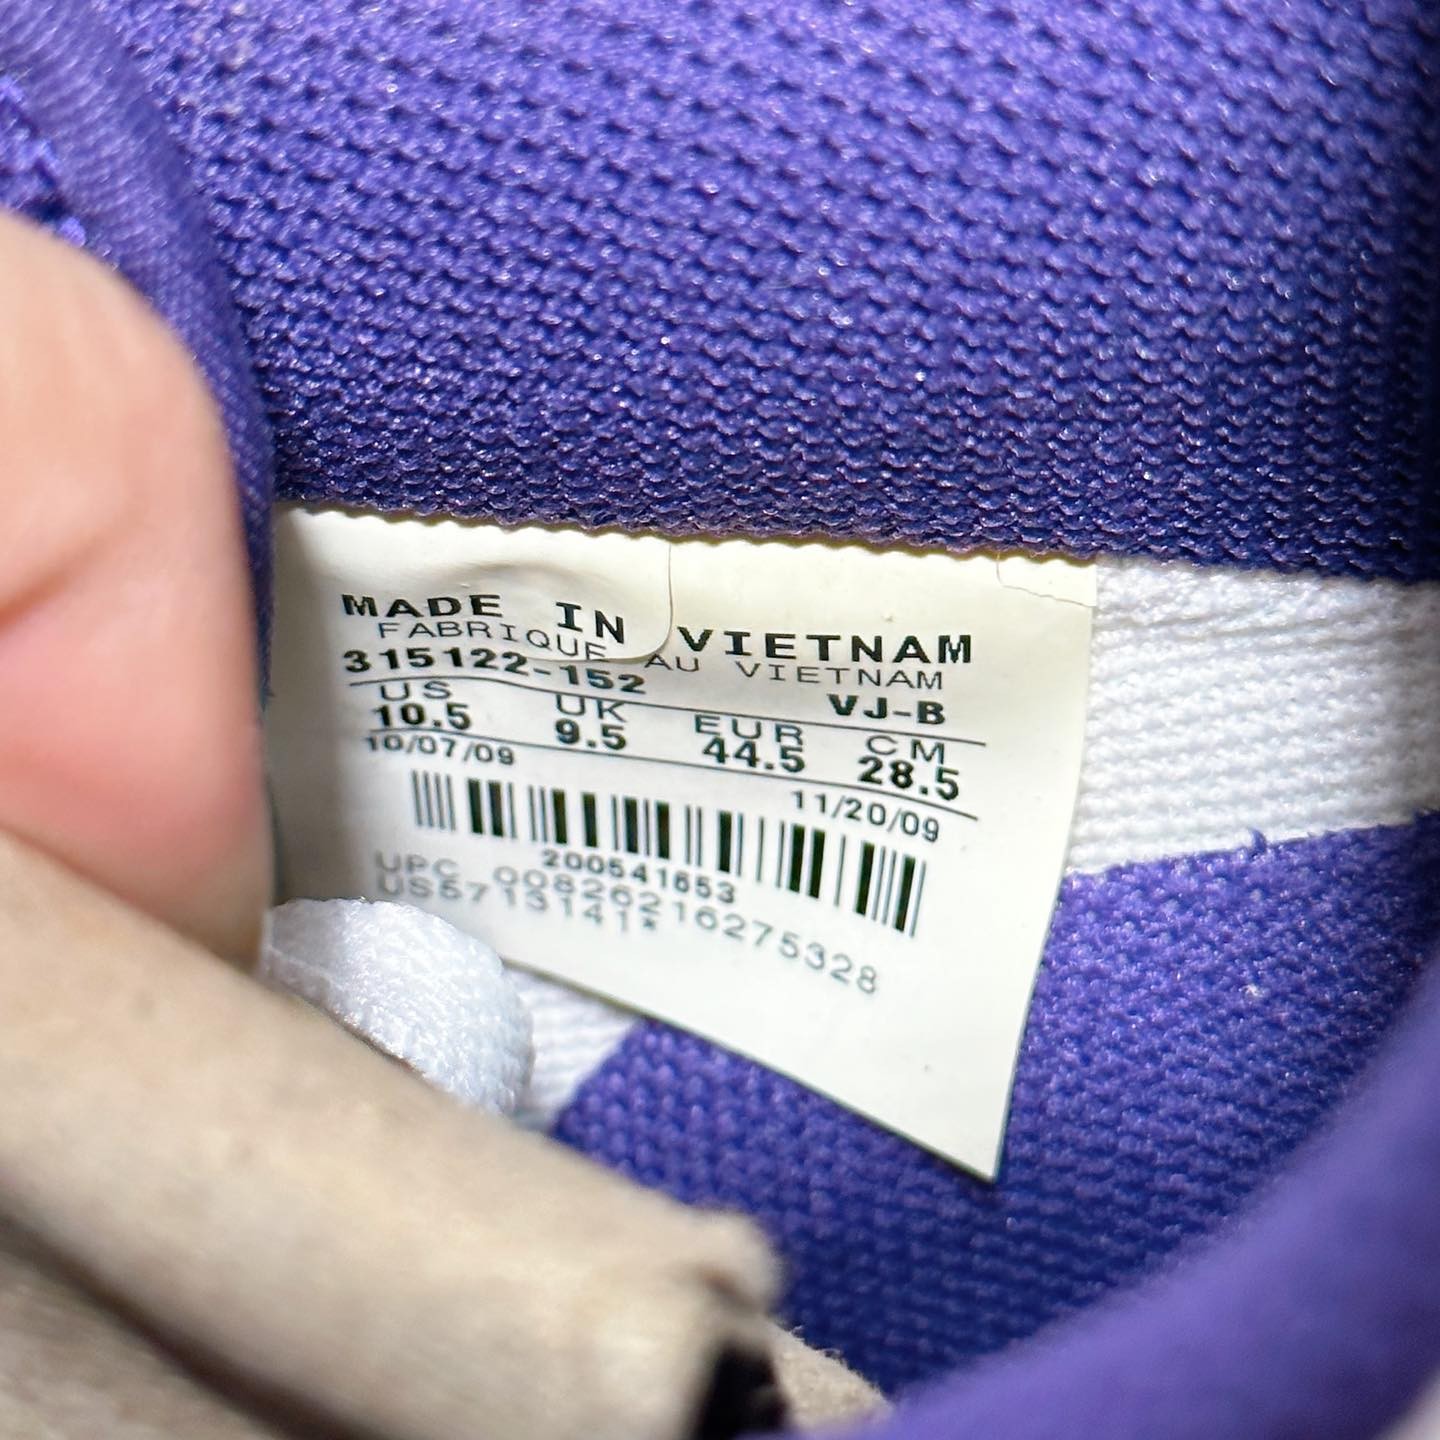 MADE IN VIETNAM
FABRIQUE AU VIETNAM
315122-152 VJ-B
US UK EUR CM
10.5 9.5 44.5 28.5
10/07/09 11/20/09
200541653
UPC 00826216275328
US5713141*